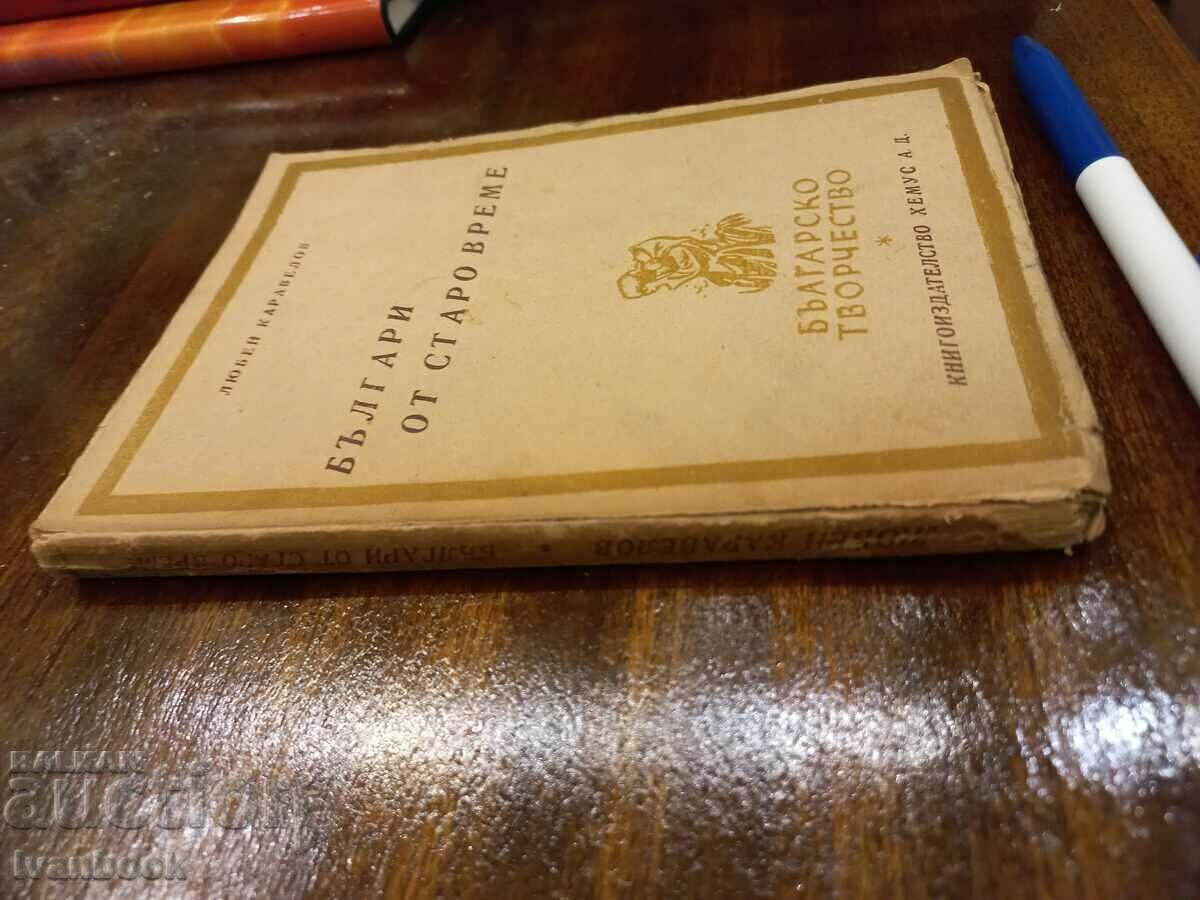 ЛЮБЕН КАРАВЕЛОВ
БЪЛГАРИ
ОТ СТАРО ВРЕМЕ
БЪЛГАРСКО
ТВОРЧЕСТВО
*
КНИГОИЗДАТЕЛСТВО ХЕМУС А. Д.
ЛЮБЕН КАРАВЕЛОВ * БЪЛГАРИ ОТ СТАРО ВРЕМЕ
BALKAN
auction
Ivanbook